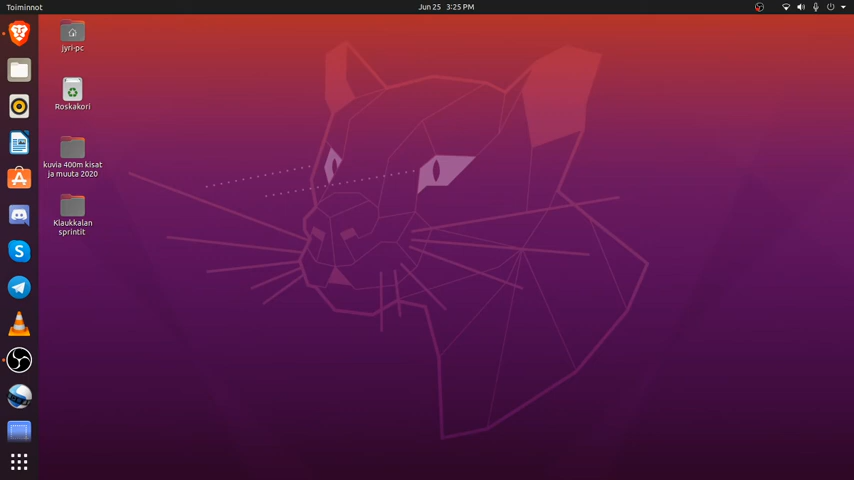 Toiminnot
Jun 25 3:25 PM
jyri-pc
Roskakori
kuvia 400m kisat
ja muuta 2020
Klaukkalan
sprintit